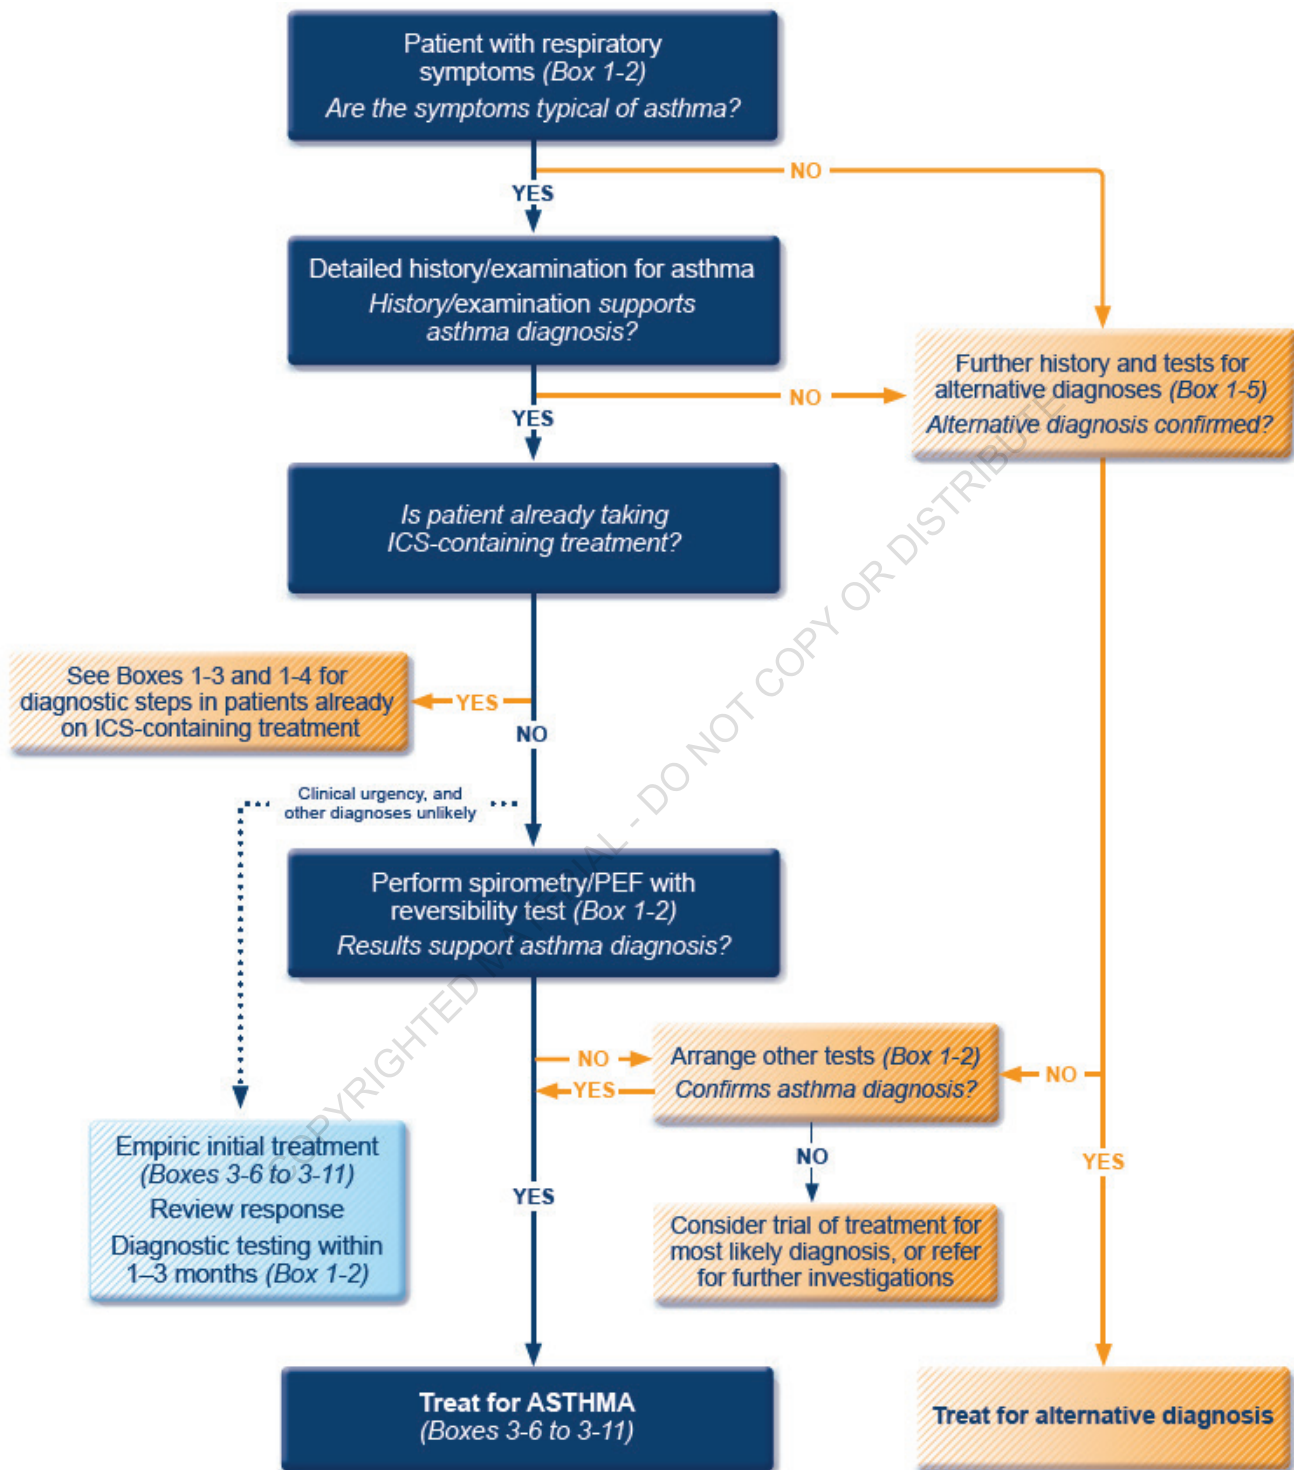 Patient with respiratory
symptoms (Box 1-2)
Are the symptoms typical of asthma?
NO
YES
Detailed history/examination for asthma
History/examination supports
asthma diagnosis?
NO
YES
Further history and tests for
alternative diagnoses (Box 1-5)
Alternative diagnosis confirmed?
Is patient already taking
ICS-containing treatment?
See Boxes 1-3 and 1-4 for
diagnostic steps in patients already
on ICS-containing treatment
YES
NO
Clinical urgency, and
other diagnoses unlikely
Perform spirometry/PEF with
reversibility test (Box 1-2)
Results support asthma diagnosis?
NO
YES
Arrange other tests (Box 1-2)
Confirms asthma diagnosis?
NO
NO
YES
YES
Empiric initial treatment
(Boxes 3-6 to 3-11)
Review response
Diagnostic testing within
1–3 months (Box 1-2)
Consider trial of treatment for
most likely diagnosis, or refer
for further investigations
Treat for ASTHMA
(Boxes 3-6 to 3-11)
Treat for alternative diagnosis
COPYRIGHTED MATERIAL - DO NOT COPY OR DISTRIBUTE